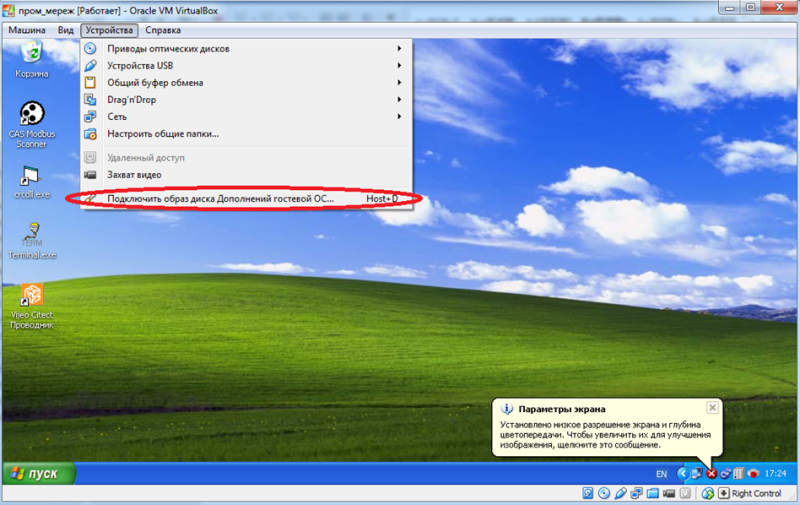 пром_мереж [Работает] - Oracle VM VirtualBox
Машина Вид Устройства Справка
Приводы оптических дисков
Устройства USB
Общий буфер обмена
Drag'n'Drop
Сеть
Настроить общие папки...
Удаленный доступ
Захват видео
Подключить образ диска Дополнений гостевой ОС... Host+D
Корзина
CAS Modbus
Scanner
crcdll.exe
TERM
Terminal.exe
Vijeo Citect
Проводник
Параметры экрана
Установлено низкое разрешение экрана и глубина
цветопередачи. Чтобы увеличить их для улучшения
изображения, щелкните это сообщение.
пуск
EN
17:24
Right Control